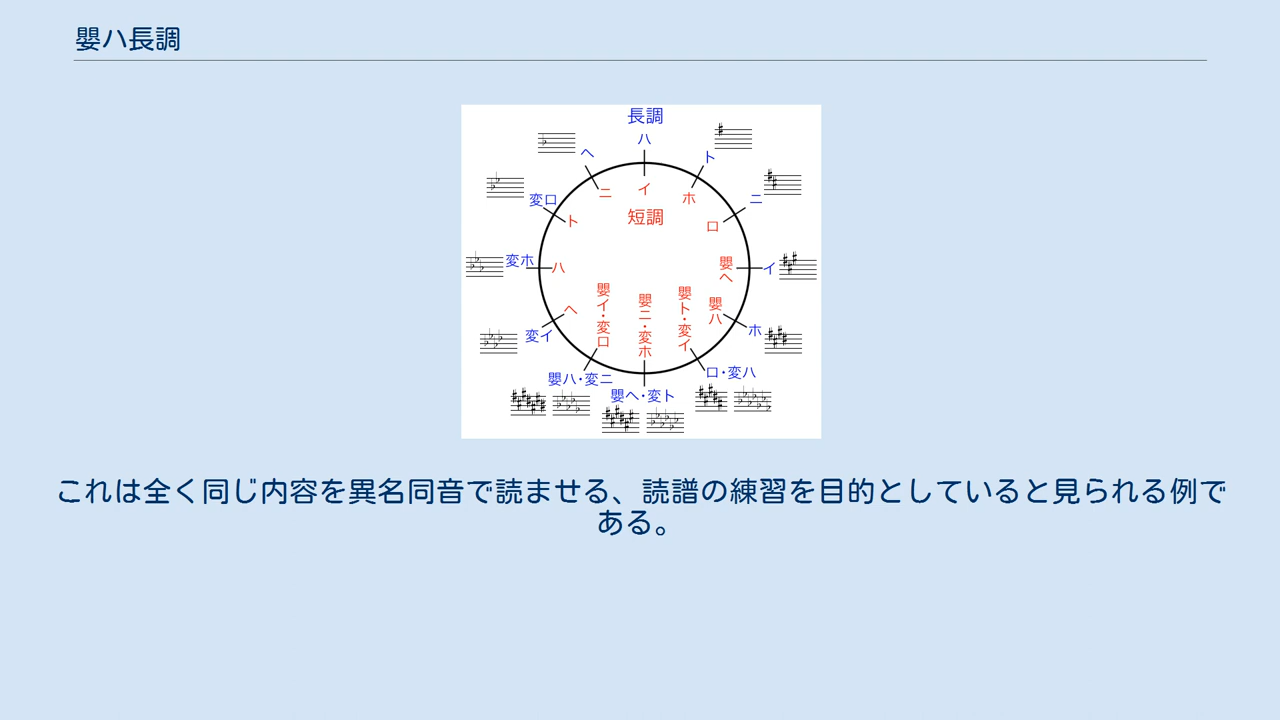 嬰ハ長調
長調
ハ
ヘ
ト
変ロ
ニ
変ホ
イ
変イ
ホ
嬰ハ・変ニ
嬰ヘ・変ト
ロ・変ハ
イ
ニ
ホ
短調
ト
ロ
ハ
嬰ヘ
ヘ
嬰ハ
嬰イ・変ロ
嬰ニ・変ホ
嬰ト・変イ
これは全く同じ内容を異名同音で読ませる、読譜の練習を目的としていると見られる例で
ある。